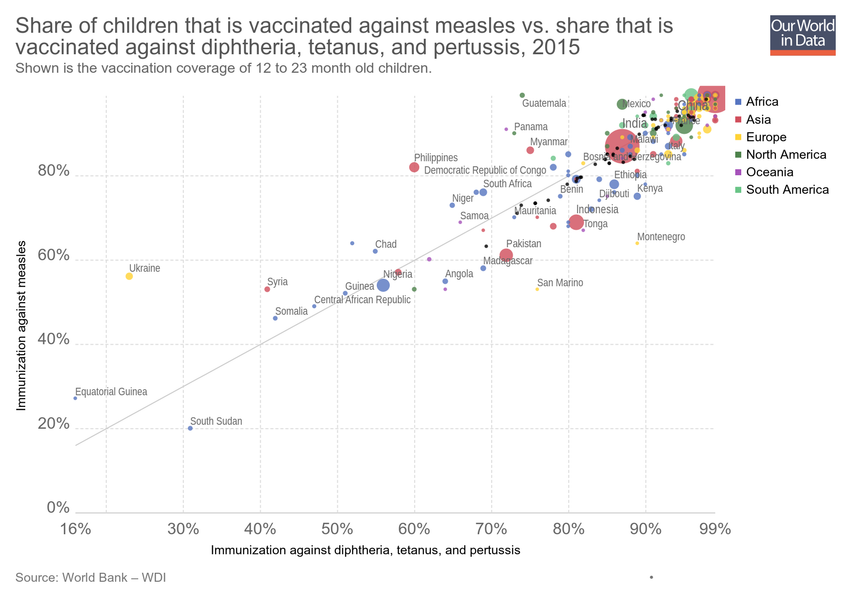 Share of children that is vaccinated against measles vs. share that is
vaccinated against diphtheria, tetanus, and pertussis, 2015
Shown is the vaccination coverage of 12 to 23 month old children.
Our World
in Data
Africa
Asia
Europe
North America
Oceania
South America
Guatemala
Mexico
China
Panama
India
Malawi
Myanmar
Italy
Philippines
Bosnia and Herzegovina
80%
Democratic Republic of Congo
Ethiopia
South Africa
Benin
Djibouti
Kenya
Niger
Samoa
Mauritania
Indonesia
Tonga
Montenegro
Chad
Pakistan
60%
Madagascar
Ukraine
Nigeria
Angola
Syria
Guinea
San Marino
Central African Republic
Somalia
40%
Equatorial Guinea
South Sudan
20%
0%
Immunization against measles
16%
30%
40%
50%
60%
70%
80%
90%
99%
Immunization against diphtheria, tetanus, and pertussis
Source: World Bank – WDI